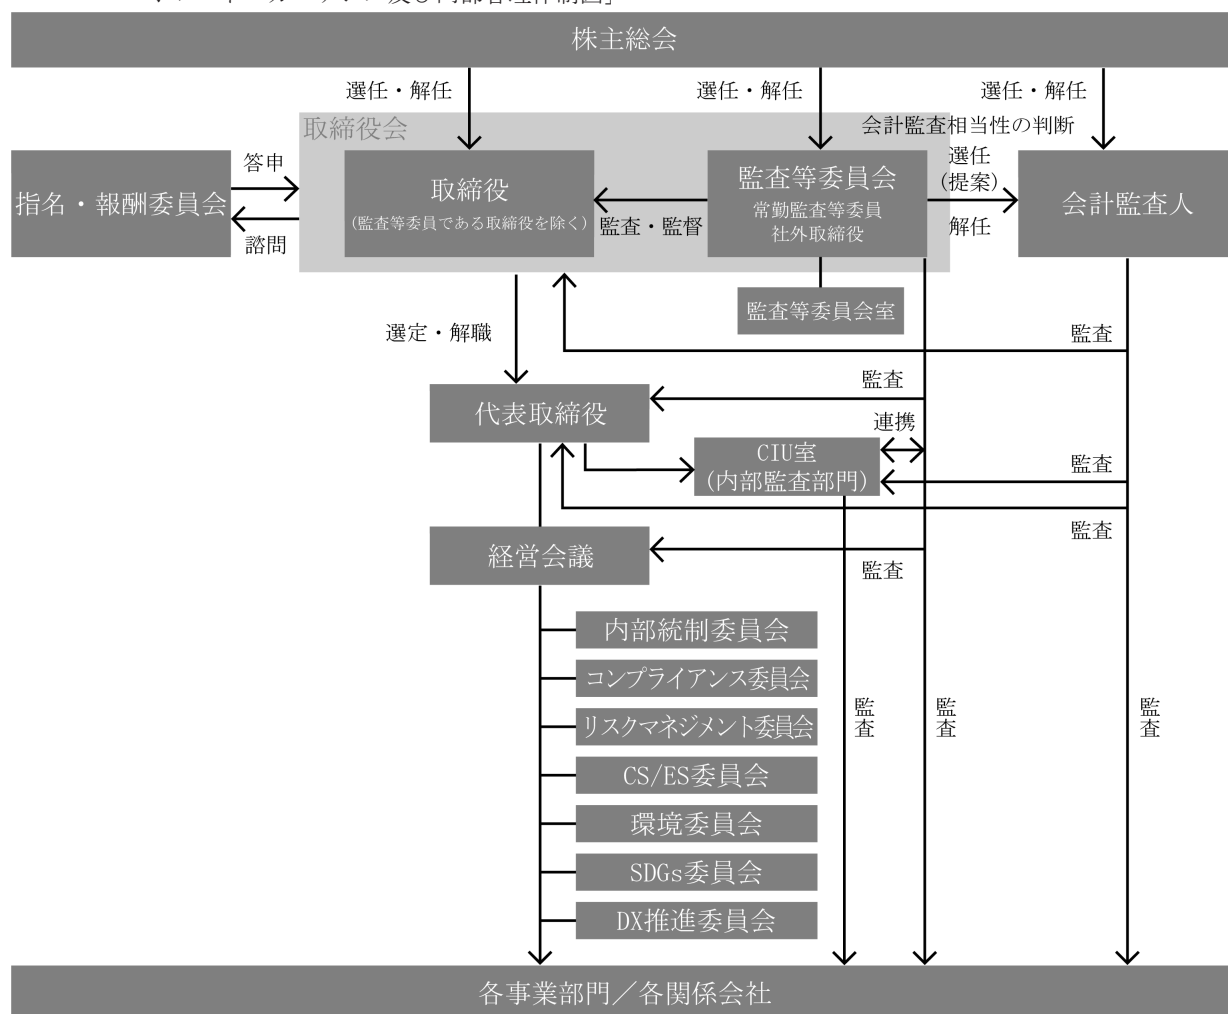 株主総会
選任・解任
選任・解任
選任・解任
取締役会
会計監査相当性の判断
指名・報酬委員会
答申
諮問
取締役
(監査等委員である取締役を除く)
監査・監督
監査等委員会
常勤監査等委員
社外取締役
選任
(提案)
解任
会計監査人
監査等委員会室
選定・解職
監査
監査
代表取締役
連携
CIU室
(内部監査部門)
監査
監査
経営会議
監査
内部統制委員会
コンプライアンス委員会
リスクマネジメント委員会
CS/ES委員会
環境委員会
SDGs委員会
DX推進委員会
監査
監査
監査
各事業部門／各関係会社